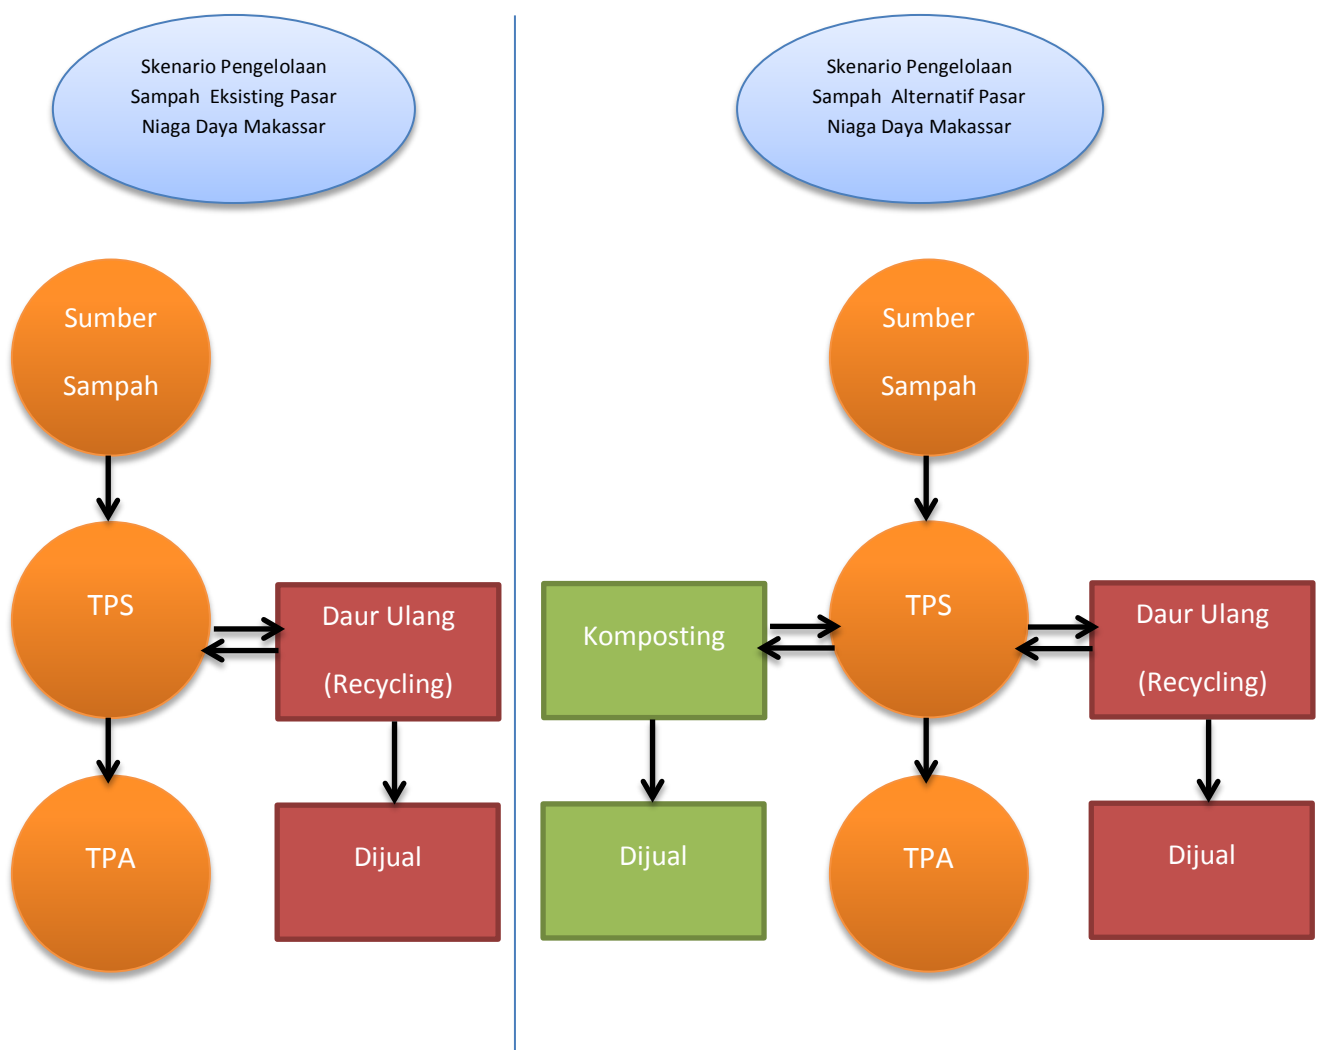 Skenario Pengelolaan
Sampah Eksisting Pasar
Niaga Daya Makassar
Sumber
Sampah
TPS
Daur Ulang
(Recycling)
TPA
Dijual
Skenario Pengelolaan
Sampah Alternatif Pasar
Niaga Daya Makassar
Sumber
Sampah
Komposting
TPS
Daur Ulang
(Recycling)
Dijual
TPA
Dijual